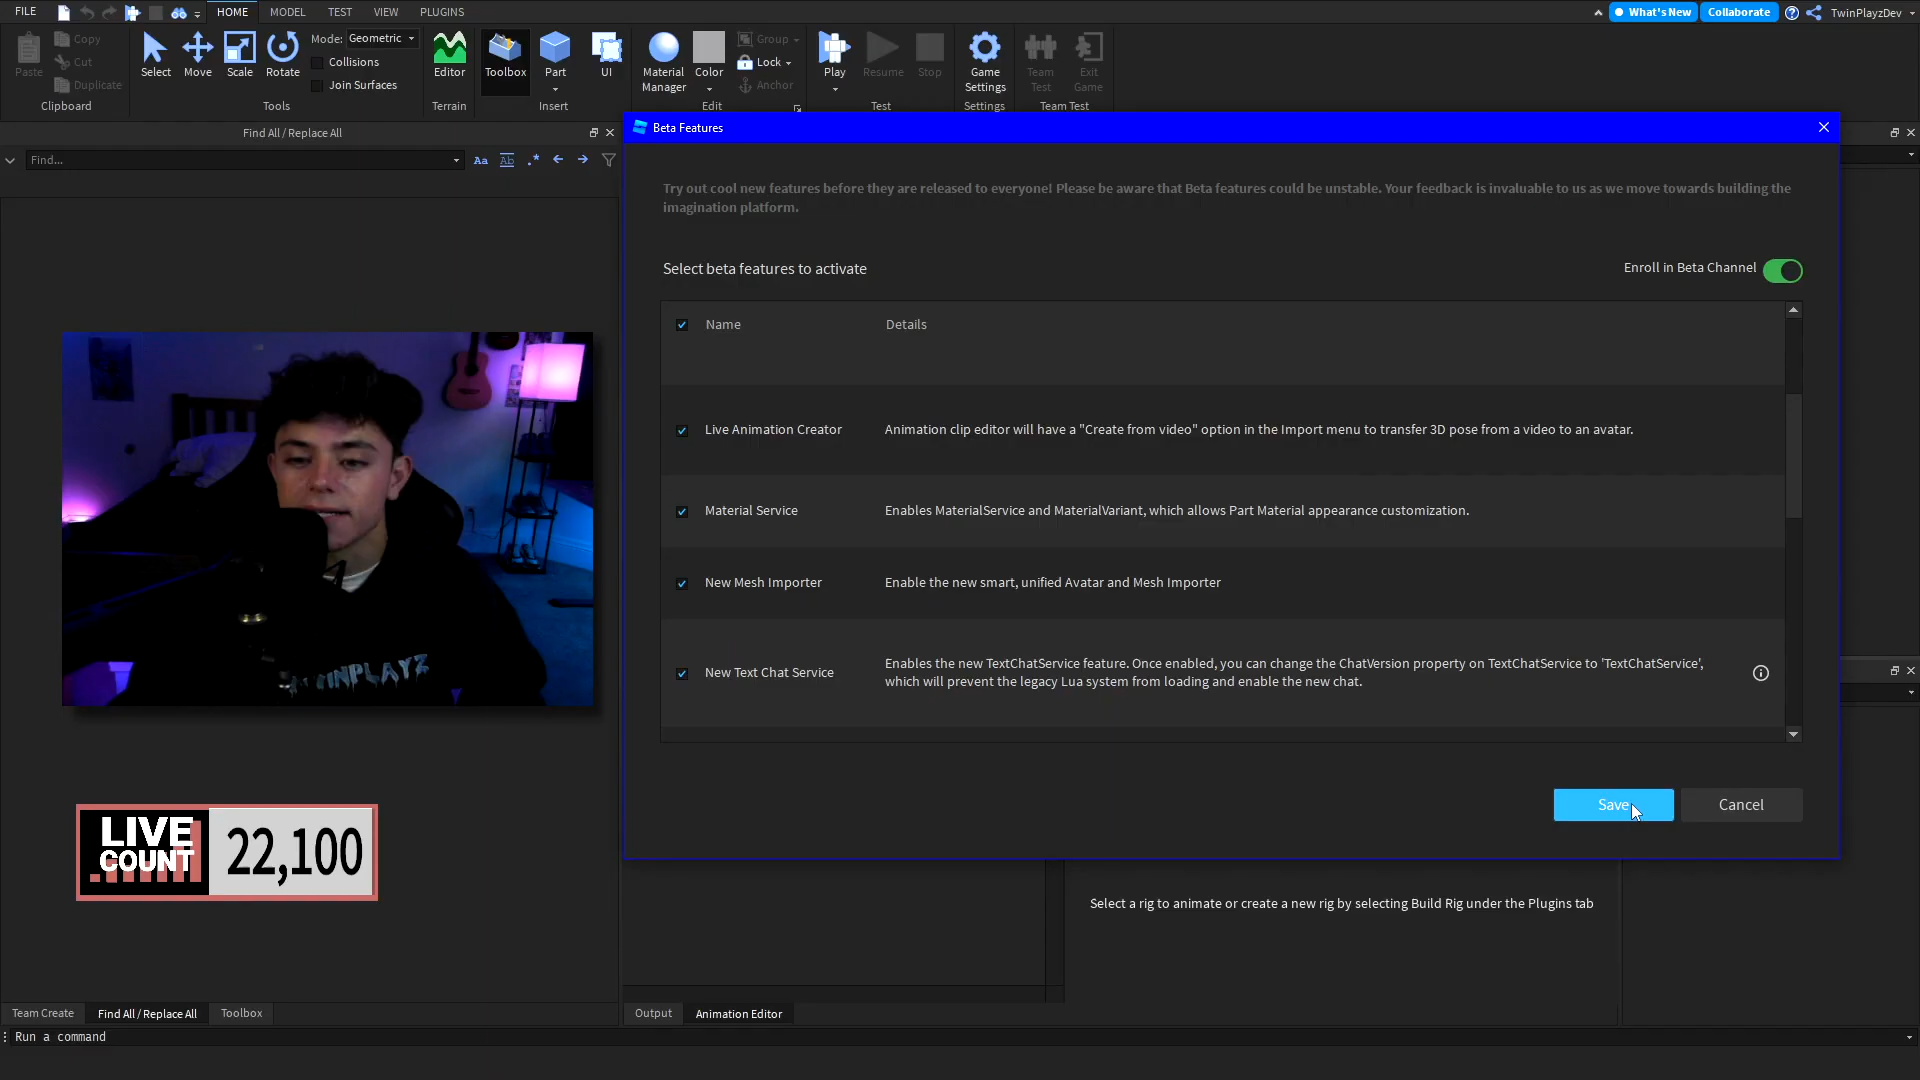 FILE HOME MODEL TEST VIEW PLUGINS What's New Collaborate TwinPlayzDev
Paste Copy Cut Duplicate Clipboard
Select Move Scale Rotate Mode: Geometric Collisions Join Surfaces Tools
Editor Terrain
Toolbox Part UI Insert
Material Manager Color Group Lock Anchor Edit
Play Resume Stop Test
Game Settings Settings
Team Test Exit Game Team Test
Find All / Replace All
Find... Aa Ab .*
Beta Features
Try out cool new features before they are released to everyone! Please be aware that Beta features could be unstable. Your feedback is invaluable to us as we move towards building the
imagination platform.
Select beta features to activate Enroll in Beta Channel
Name Details
Live Animation Creator Animation clip editor will have a "Create from video" option in the Import menu to transfer 3D pose from a video to an avatar.
Material Service Enables MaterialService and MaterialVariant, which allows Part Material appearance customization.
New Mesh Importer Enable the new smart, unified Avatar and Mesh Importer
New Text Chat Service Enables the new TextChatService feature. Once enabled, you can change the ChatVersion property on TextChatService to 'TextChatService',
which will prevent the legacy Lua system from loading and enable the new chat.
Save Cancel
LIVE
COUNT
22,100
Select a rig to animate or create a new rig by selecting Build Rig under the Plugins tab
Team Create Find All / Replace All Toolbox Output Animation Editor
Run a command